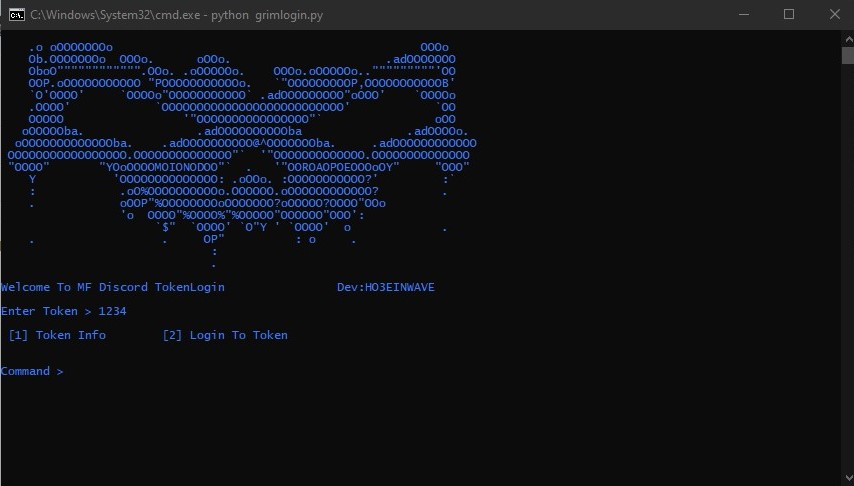 C:\Windows\System32\cmd.exe - python  grimlogin.py
Welcome To MF Discord TokenLogin                Dev:HO3EINWAVE
Enter Token > 1234
[1] Token Info        [2] Login To Token
Command >